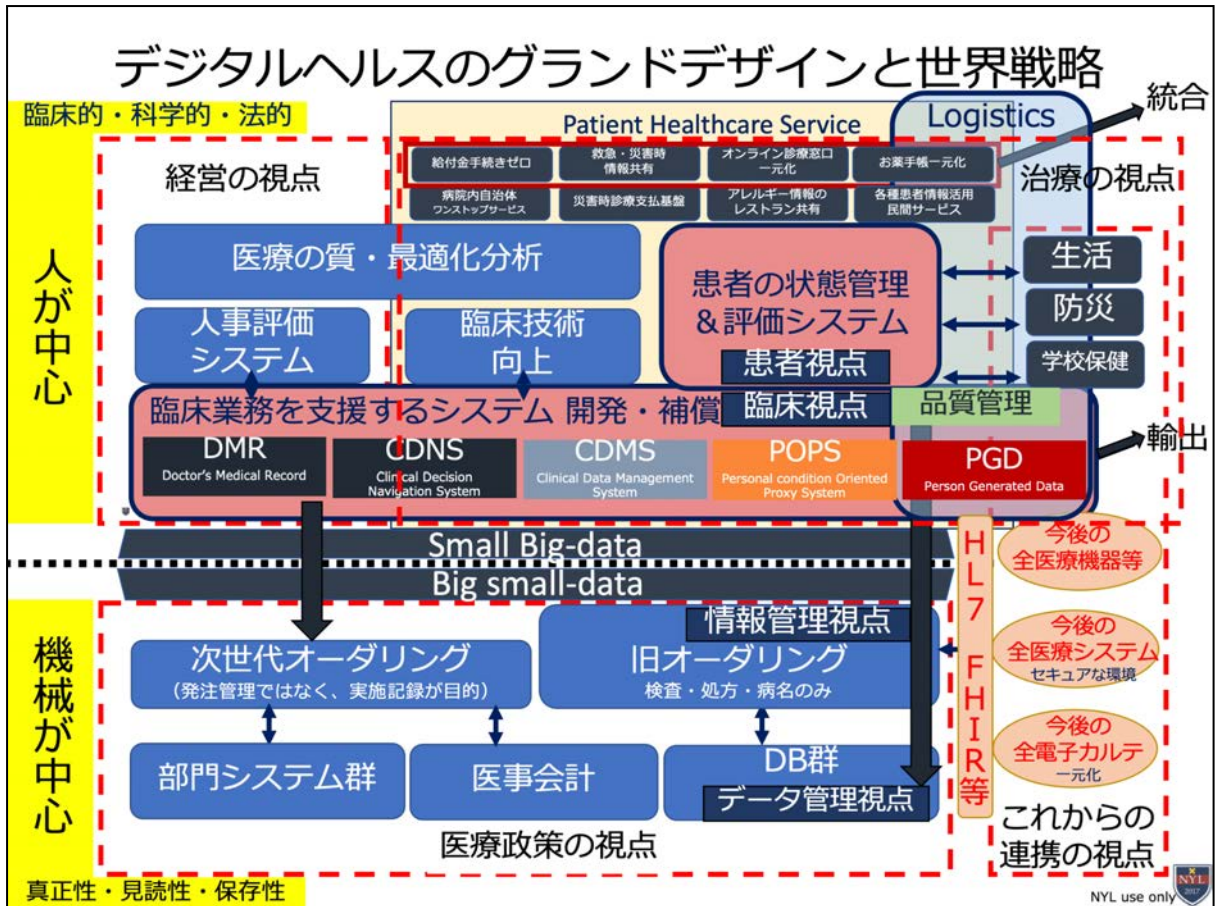 デジタルヘルスのグランドデザインと世界戦略
臨床的・科学的・法的
Patient Healthcare Service
Logistics
統合
経営の視点
給付金手続きゼロ
救急・災害時
情報共有
オンライン診療窓口
一元化
お薬手帳一元化
治療の視点
病院内自治体
ワンストップサービス
災害時診療支払基盤
アレルギー情報の
レストラン共有
各種患者情報活用
民間サービス
人が中心
医療の質・最適化分析
患者の状態管理
&評価システム
患者視点
生活
防災
学校保健
人事評価
システム
臨床技術
向上
臨床業務を支援するシステム 開発・補償
臨床視点
品質管理
輸出
DMR
Doctor's Medical Record
CDNS
Clinical Decision
Navigation System
CDMS
Clinical Data Management
System
POPS
Personal condition Oriented
Proxy System
PGD
Person Generated Data
Small Big-data
Big small-data
HL7 FHIR等
今後の
全医療機器等
機械が中心
情報管理視点
次世代オーダリング
(発注管理ではなく、実施記録が目的)
旧オーダリング
検査・処方・病名のみ
今後の
全医療システム
セキュアな環境
部門システム群
医事会計
DB群
データ管理視点
今後の
全電子カルテ
一元化
医療政策の視点
これからの
連携の視点
真正性・見読性・保存性
NYL use only
NYL
2017